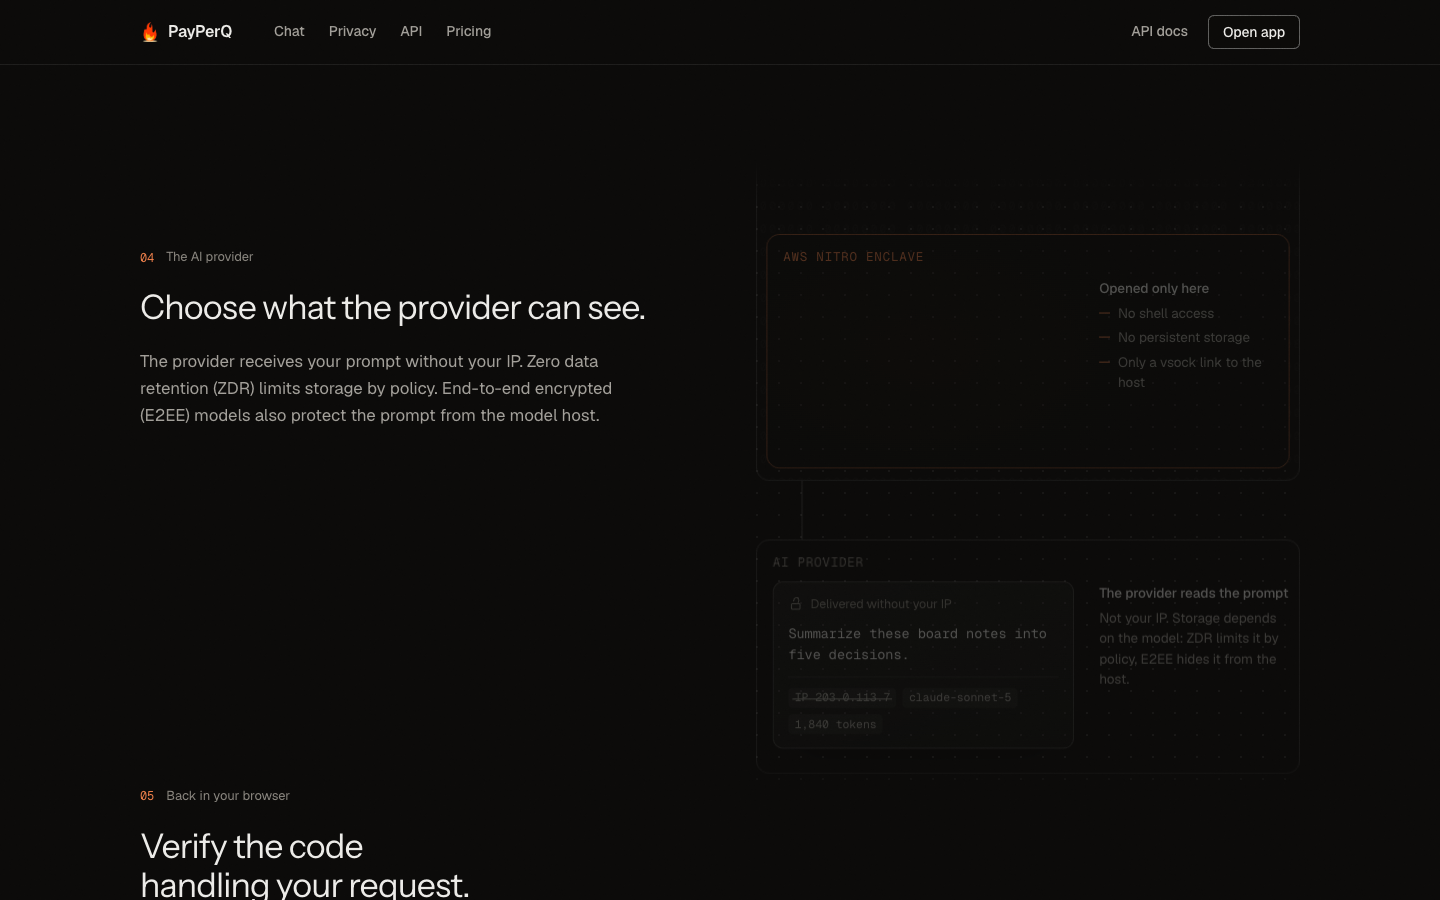 PayPerQ Chat Privacy API Pricing API docs Open app
04 The AI provider
Choose what the provider can see.
The provider receives your prompt without your IP. Zero data
retention (ZDR) limits storage by policy. End-to-end encrypted
(E2EE) models also protect the prompt from the model host.
AWS NITRO ENCLAVE
Opened only here
— No shell access
— No persistent storage
— Only a vsock link to the
host
AI PROVIDER
Delivered without your IP
Summarize these board notes into
five decisions.
IP 203.0.113.7 claude-sonnet-5
1,840 tokens
The provider reads the prompt
Not your IP. Storage depends
on the model: ZDR limits it by
policy, E2EE hides it from the
host.
05 Back in your browser
Verify the code
handling your request.